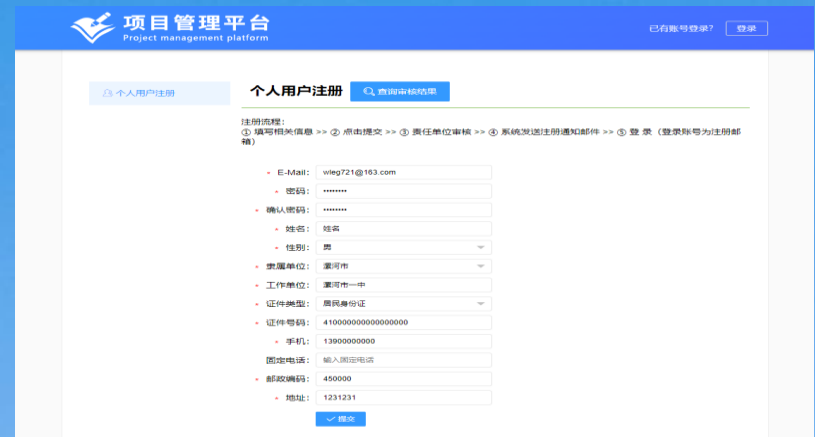 项目管理平台
Project management platform
已有账号登录? 登录
个人用户注册
个人用户注册 查询审核结果
注册流程:
① 填写相关信息 >> ② 点击提交 >> ③ 责任单位审核 >> ④ 系统发送注册通知邮件 >> ⑤ 登 录 (登录账号为注册邮
箱)
* E-Mail: wleg721@163.com
* 密码: ••••••••
* 确认密码: ••••••••
* 姓名: 姓名
* 性别: 男
* 隶属单位: 漯河市
* 工作单位: 漯河市一中
* 证件类型: 居民身份证
* 证件号码: 410000000000000000
* 手机: 13900000000
固定电话: 输入固定电话
* 邮政编码: 450000
* 地址: 1231231
提交